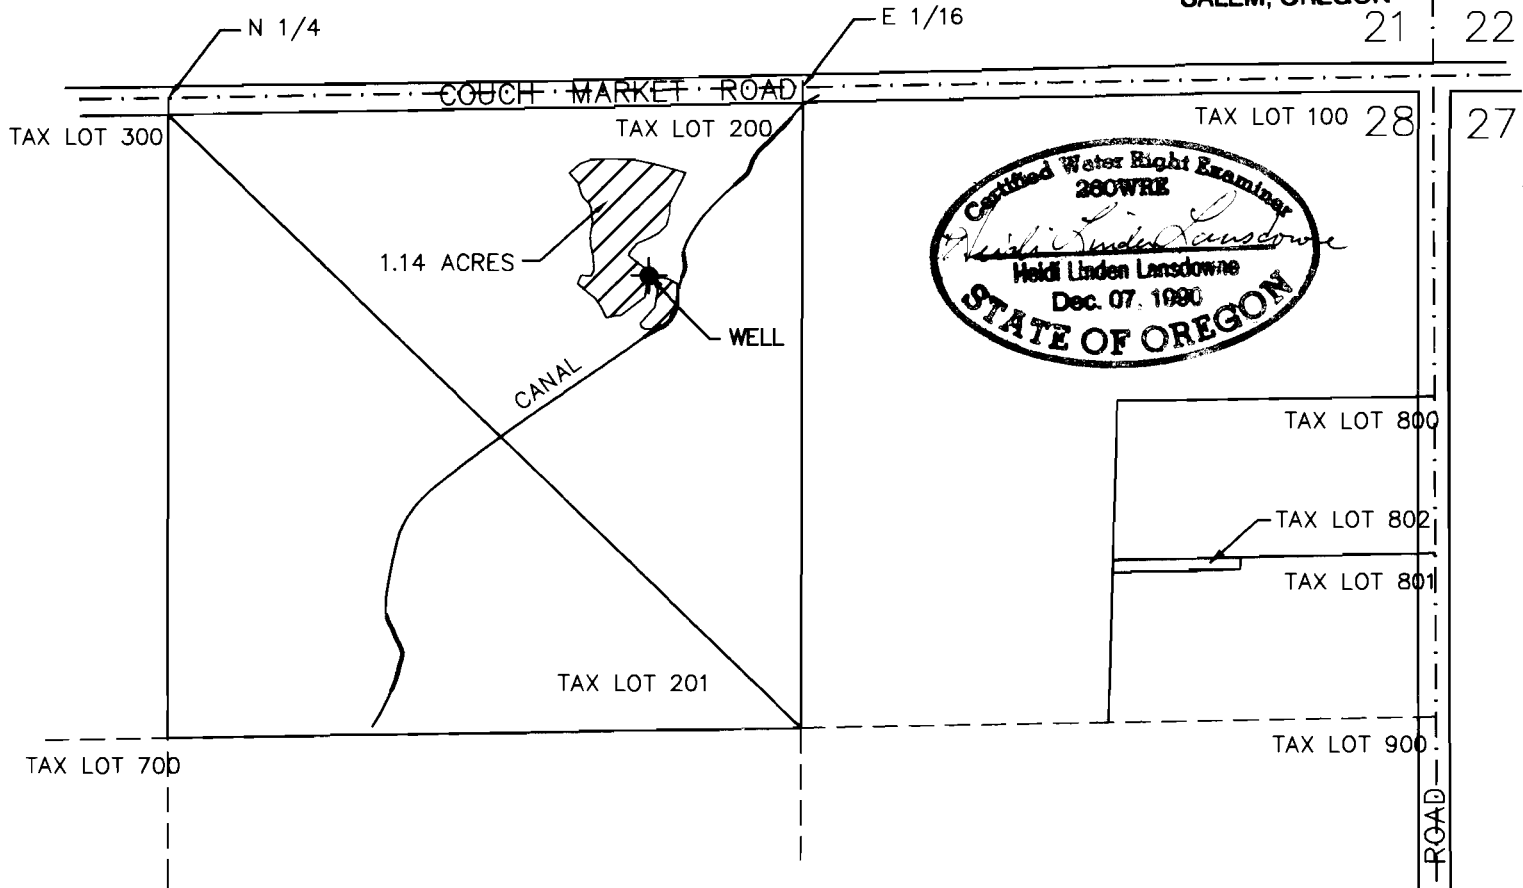 SALEM, OREGON
N 1/4
E 1/16
21
22
COUCH MARKET ROAD
TAX LOT 300
TAX LOT 200
TAX LOT 100
28
27
Certified Water Right Examiner
260WRE
Heidi Linden Lansdowne
Heidi Linden Lansdowne
Dec. 07, 1990
STATE OF OREGON
1.14 ACRES
WELL
CANAL
TAX LOT 800
TAX LOT 802
TAX LOT 801
TAX LOT 201
TAX LOT 900
TAX LOT 700
ROAD